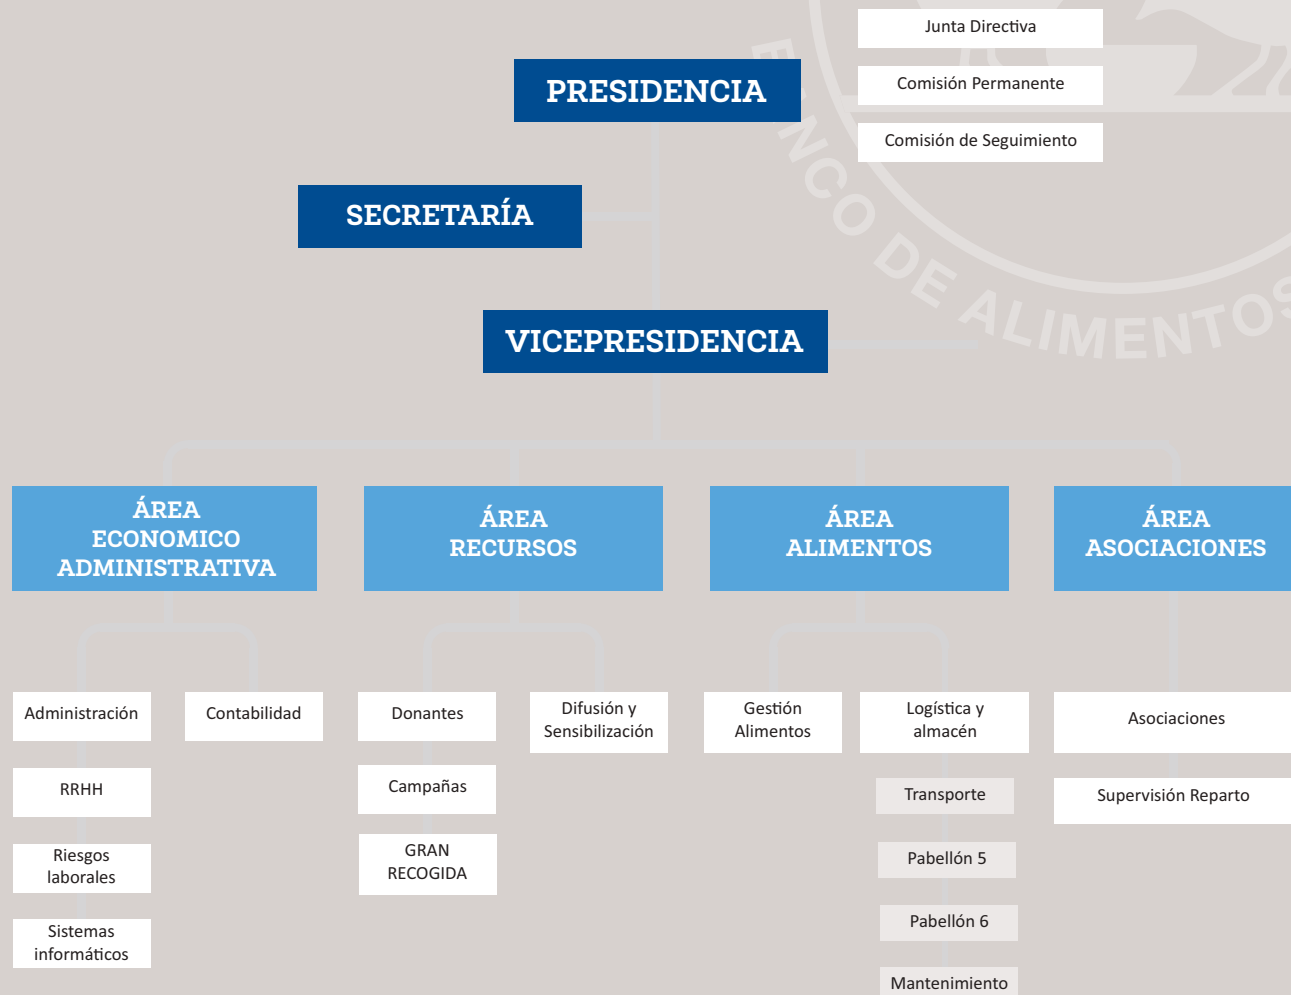 Junta Directiva
PRESIDENCIA
Comisión Permanente
Comisión de Seguimiento
SECRETARÍA
VICEPRESIDENCIA
DE ALIMENTOS
ÁREA
ECONOMICO
ADMINISTRATIVA
ÁREA
RECURSOS
ÁREA
ALIMENTOS
ÁREA
ASOCIACIONES
Administración
Contabilidad
Donantes
Difusión y
Sensibilización
Gestión
Alimentos
Logística y
almacén
Asociaciones
RRHH
Campañas
Transporte
Supervisión Reparto
Riesgos
laborales
GRAN
RECOGIDA
Pabellón 5
Sistemas
informáticos
Pabellón 6
Mantenimiento